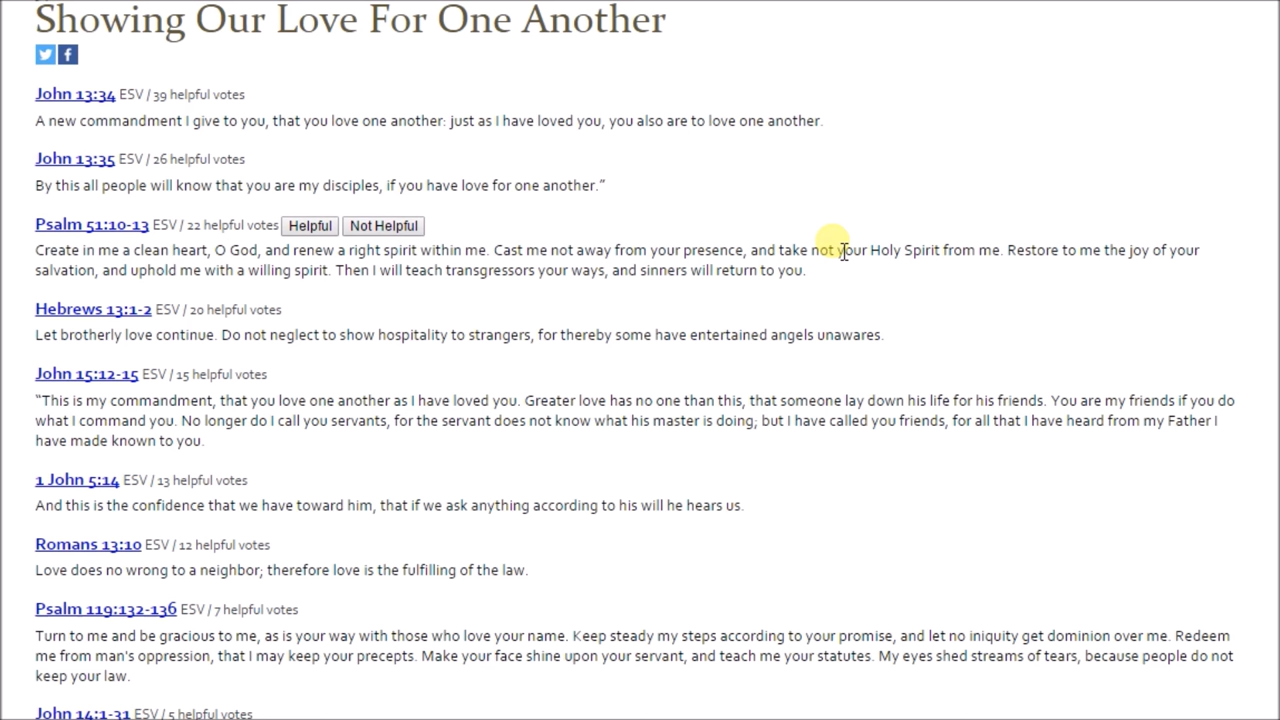 Showing Our Love For One Another
John 13:34 ESV / 39 helpful votes
A new commandment I give to you, that you love one another: just as I have loved you, you also are to love one another.
John 13:35 ESV / 26 helpful votes
By this all people will know that you are my disciples, if you have love for one another.”
Psalm 51:10-13 ESV / 22 helpful votes Helpful Not Helpful
Create in me a clean heart, O God, and renew a right spirit within me. Cast me not away from your presence, and take not your Holy Spirit from me. Restore to me the joy of your
salvation, and uphold me with a willing spirit. Then I will teach transgressors your ways, and sinners will return to you.
Hebrews 13:1-2 ESV / 20 helpful votes
Let brotherly love continue. Do not neglect to show hospitality to strangers, for thereby some have entertained angels unawares.
John 15:12-15 ESV / 15 helpful votes
“This is my commandment, that you love one another as I have loved you. Greater love has no one than this, that someone lay down his life for his friends. You are my friends if you do
what I command you. No longer do I call you servants, for the servant does not know what his master is doing; but I have called you friends, for all that I have heard from my Father I
have made known to you.
1 John 5:14 ESV / 13 helpful votes
And this is the confidence that we have toward him, that if we ask anything according to his will he hears us.
Romans 13:10 ESV / 12 helpful votes
Love does no wrong to a neighbor; therefore love is the fulfilling of the law.
Psalm 119:132-136 ESV / 7 helpful votes
Turn to me and be gracious to me, as is your way with those who love your name. Keep steady my steps according to your promise, and let no iniquity get dominion over me. Redeem
me from man's oppression, that I may keep your precepts. Make your face shine upon your servant, and teach me your statutes. My eyes shed streams of tears, because people do not
keep your law.
John 14:1-31 ESV / 5 helpful votes